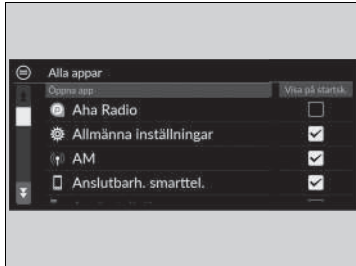 Alla appar
Öppna app Visa på startsk.
Aha Radio
Allmänna inställningar
AM
Anslutbarh. smarttel.